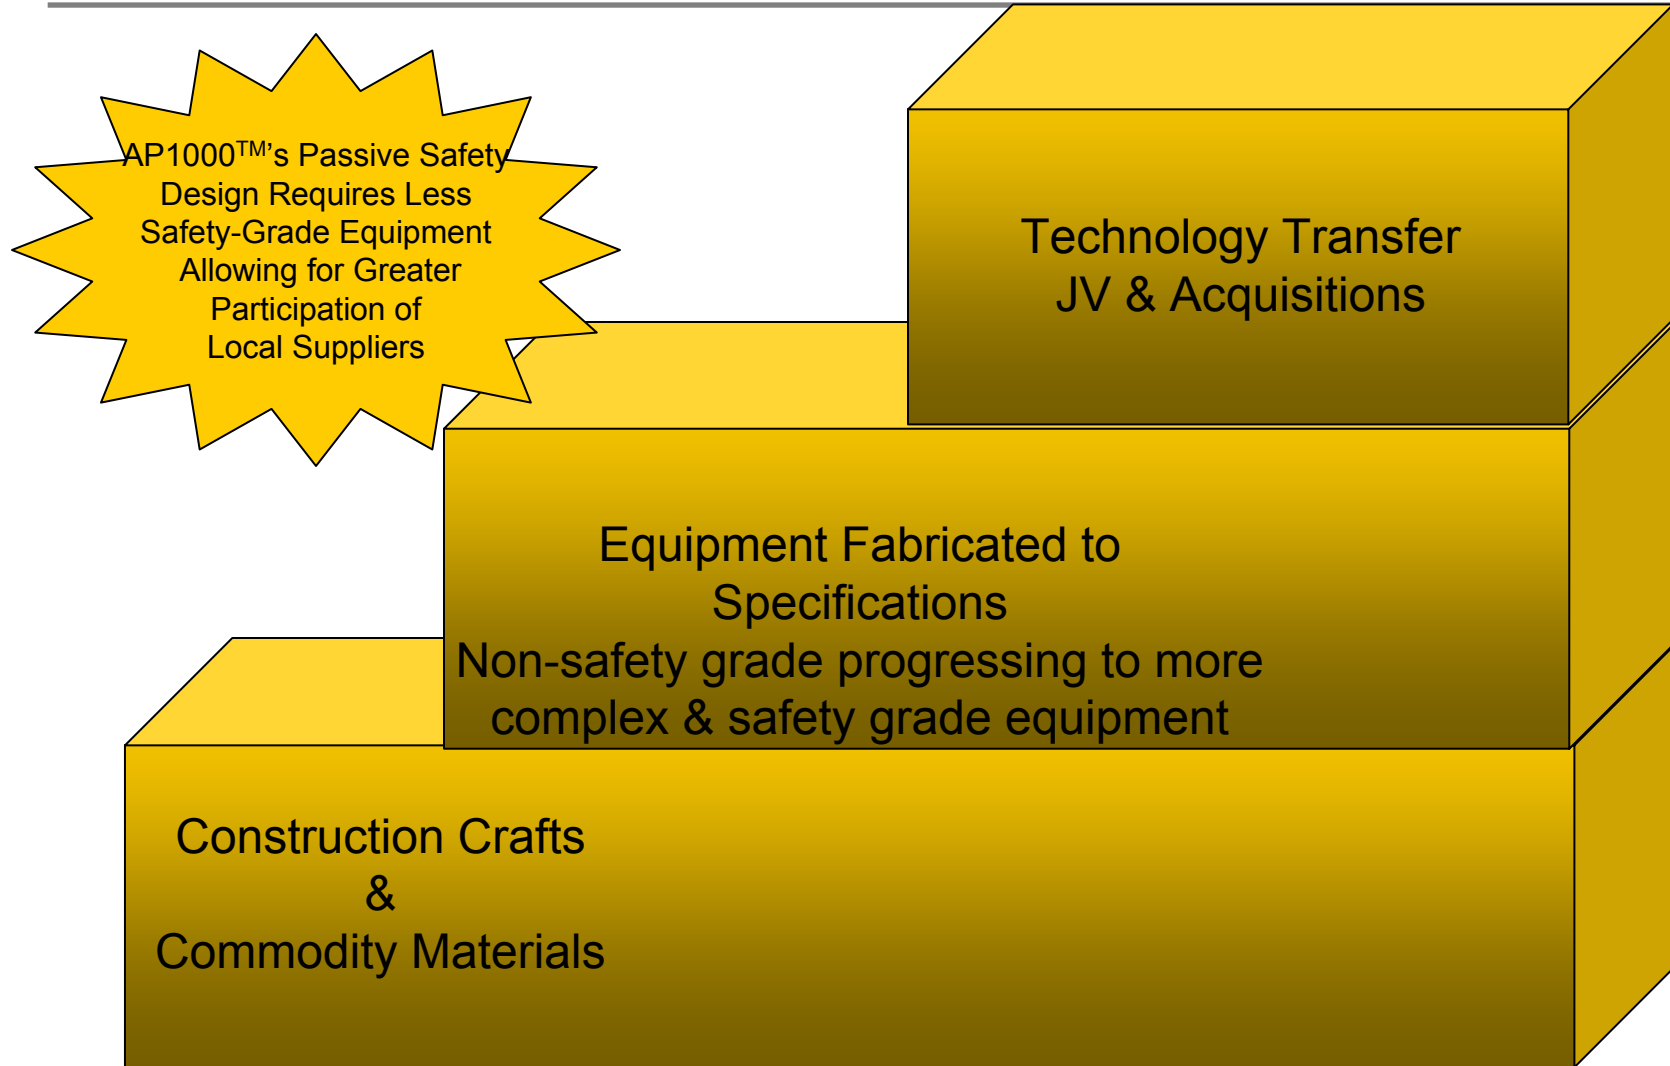 AP1000TM's Passive Safety
Design Requires Less
Safety-Grade Equipment
Allowing for Greater
Participation of
Local Suppliers
Technology Transfer
JV & Acquisitions
Equipment Fabricated to
Specifications
Non-safety grade progressing to more
complex & safety grade equipment
Construction Crafts
&
Commodity Materials